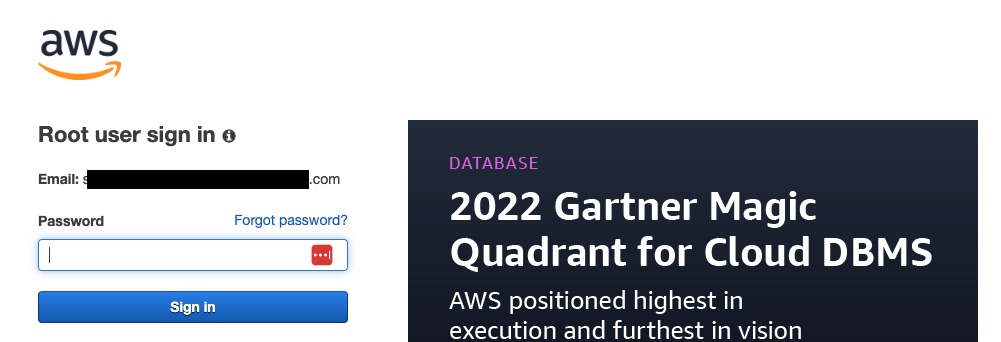 aws
Root user sign in
Email: s .com
Password
Forgot password?
Sign in
DATABASE
2022 Gartner Magic
Quadrant for Cloud DBMS
AWS positioned highest in
execution and furthest in vision